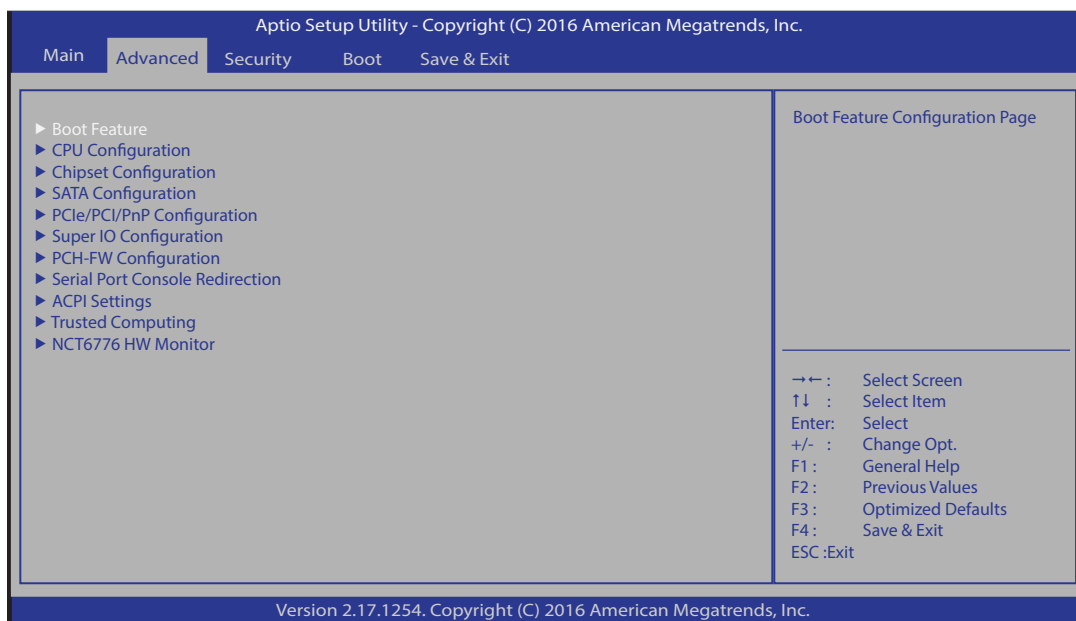 Aptio Setup Utility - Copyright (C) 2016 American Megatrends, Inc.
Main Advanced Security Boot Save & Exit
▶ Boot Feature
▶ CPU Configuration
▶ Chipset Configuration
▶ SATA Configuration
▶ PCIe/PCI/PnP Configuration
▶ Super IO Configuration
▶ PCH-FW Configuration
▶ Serial Port Console Redirection
▶ ACPI Settings
▶ Trusted Computing
▶ NCT6776 HW Monitor
Boot Feature Configuration Page
→← : Select Screen
↑↓ : Select Item
Enter: Select
+/- : Change Opt.
F1 : General Help
F2 : Previous Values
F3 : Optimized Defaults
F4 : Save & Exit
ESC :Exit
Version 2.17.1254. Copyright (C) 2016 American Megatrends, Inc.